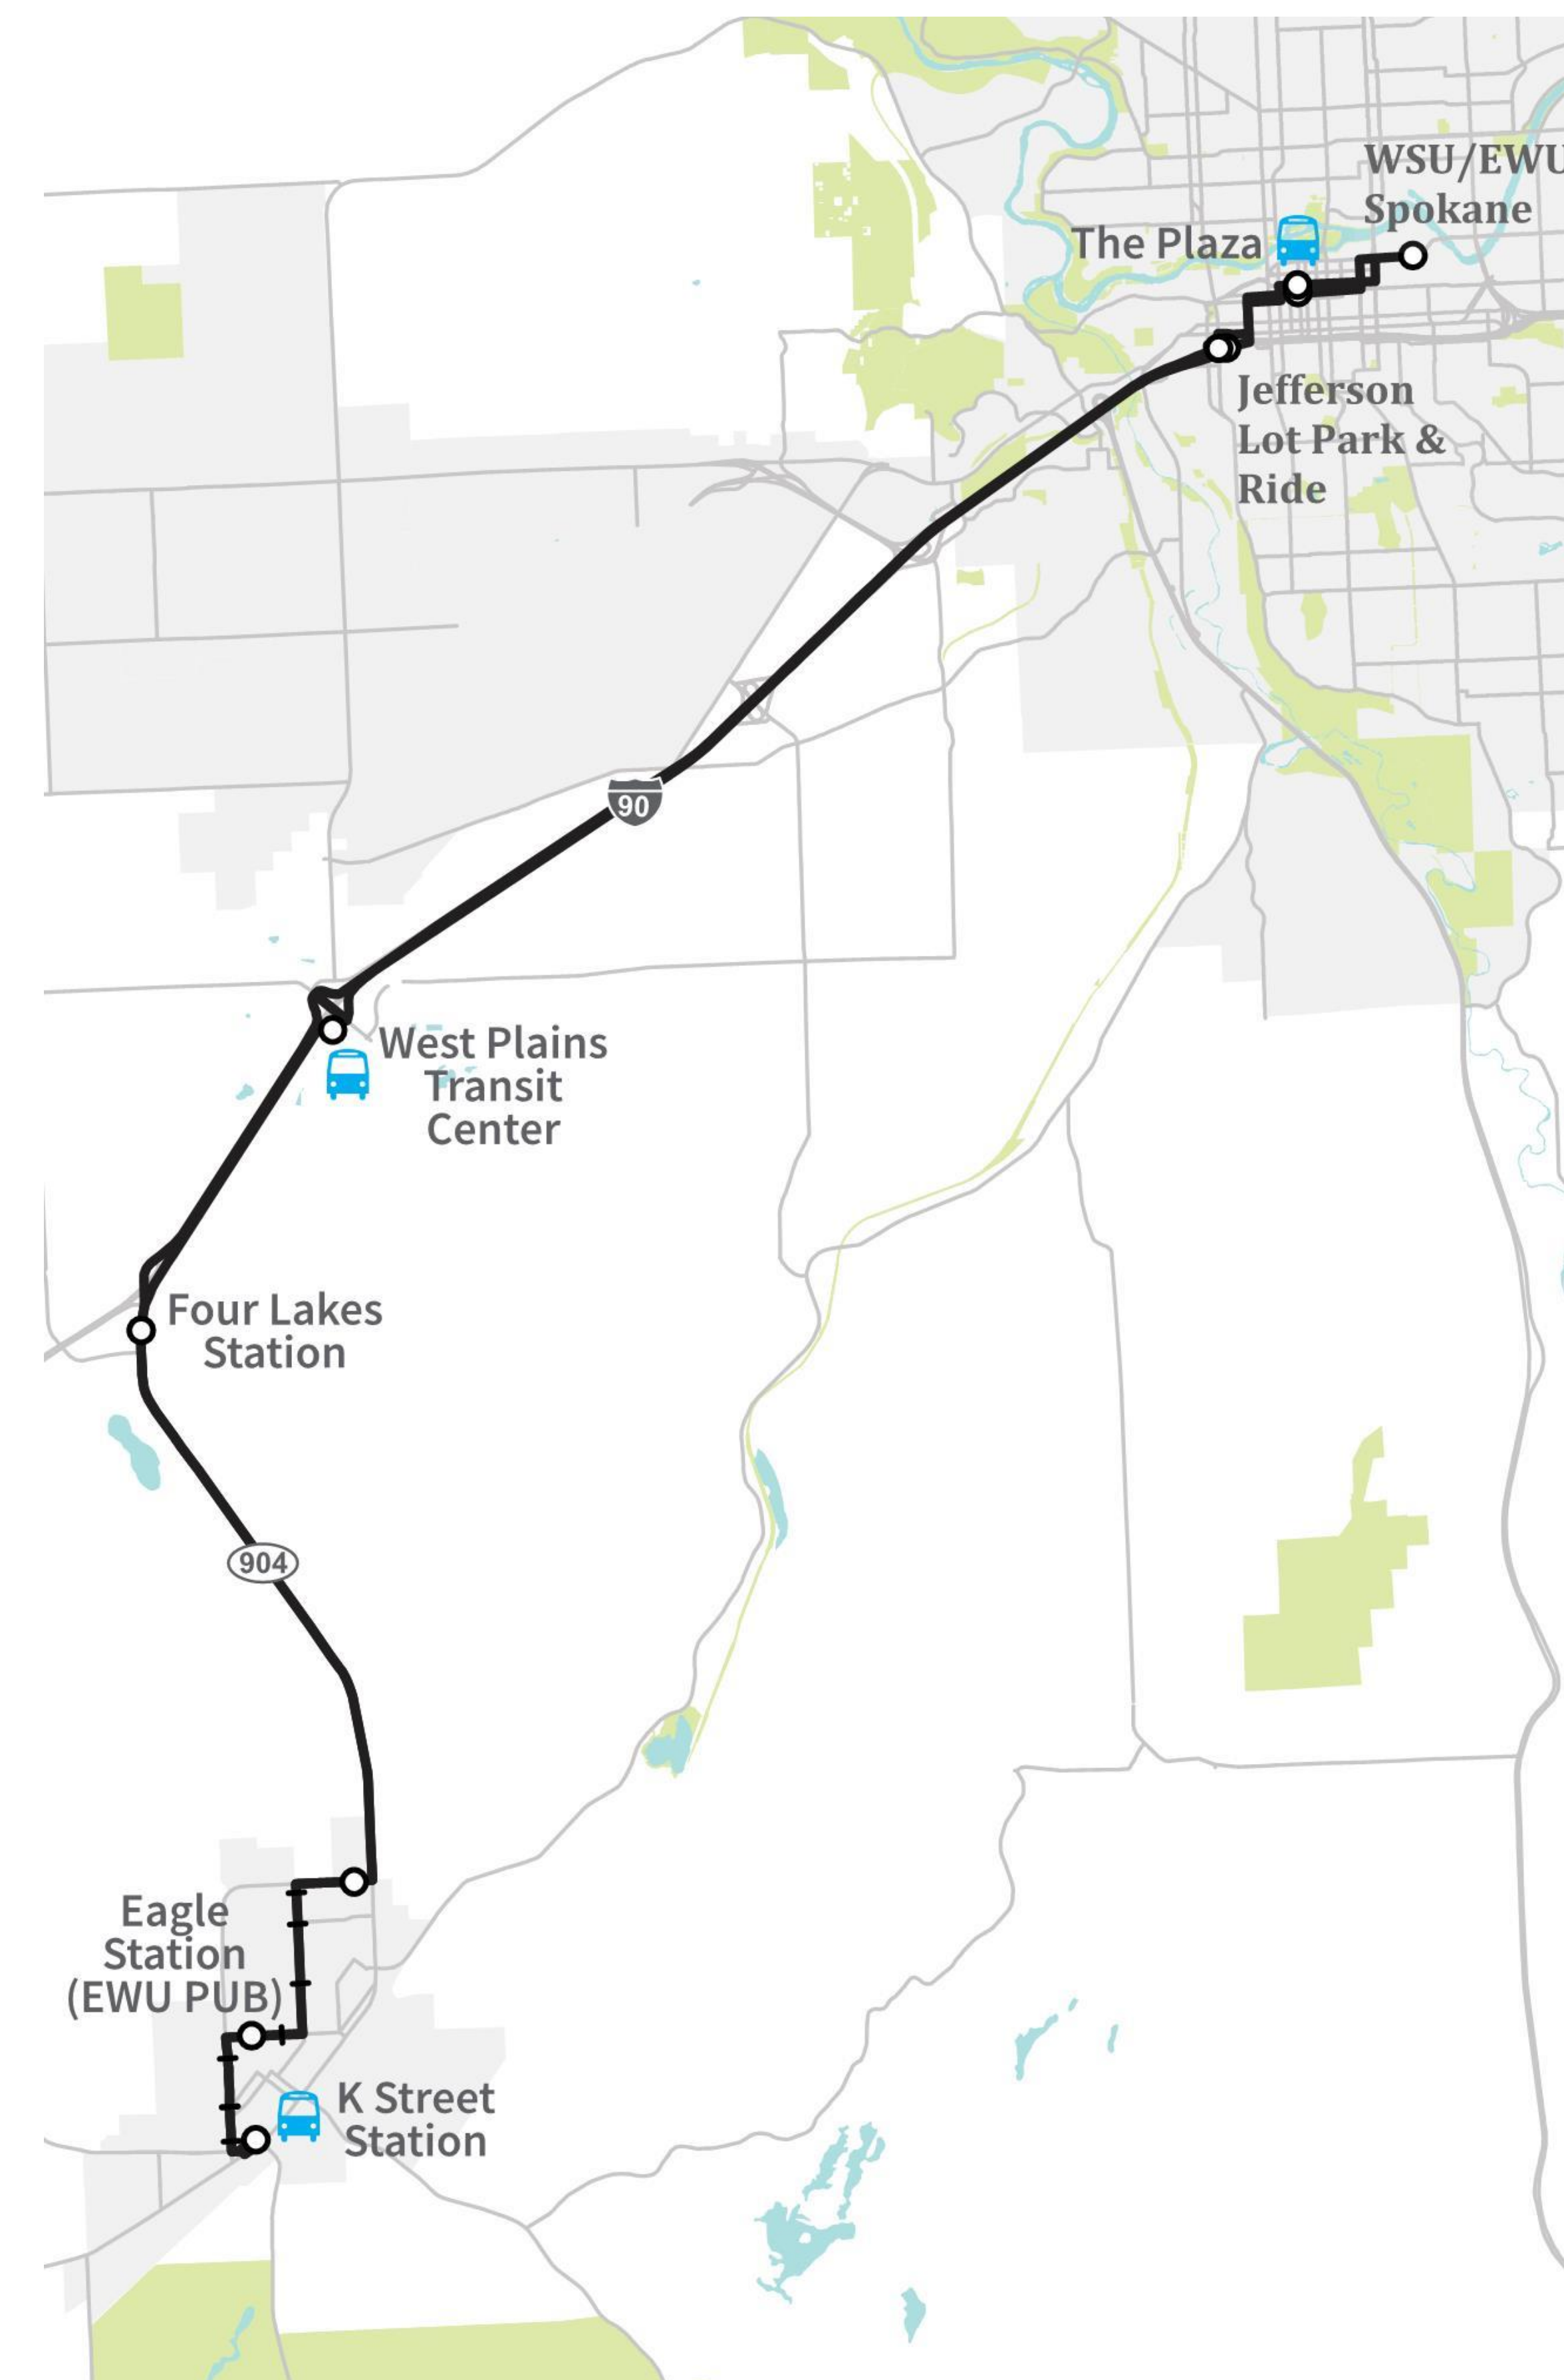 WSU/EWU
Spokane
The Plaza
Jefferson
Lot Park &
Ride
90
West Plains
Transit
Center
Four Lakes
Station
904
Eagle
Station
(EWU PUB)
K Street
Station